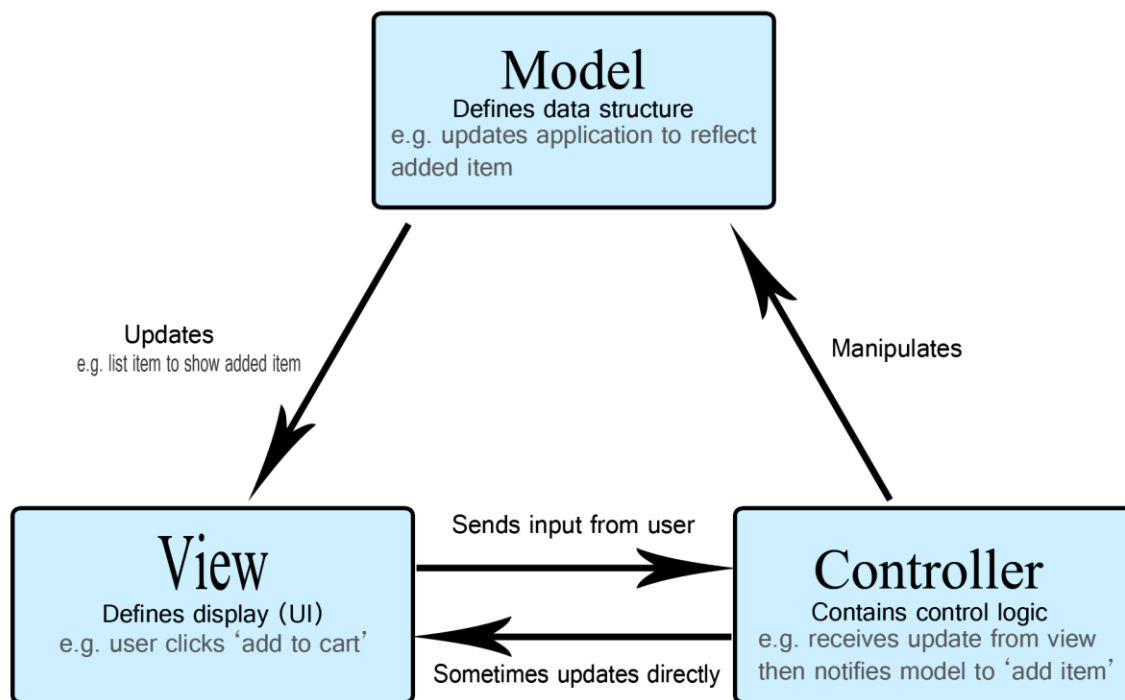 Model
Defines data structure
e.g. updates application to reflect
added item
Updates
e.g. list item to show added item
Manipulates
View
Defines display (UI)
e.g. user clicks ‘add to cart’
Sends input from user
Sometimes updates directly
Controller
Contains control logic
e.g. receives update from view
then notifies model to ‘add item’